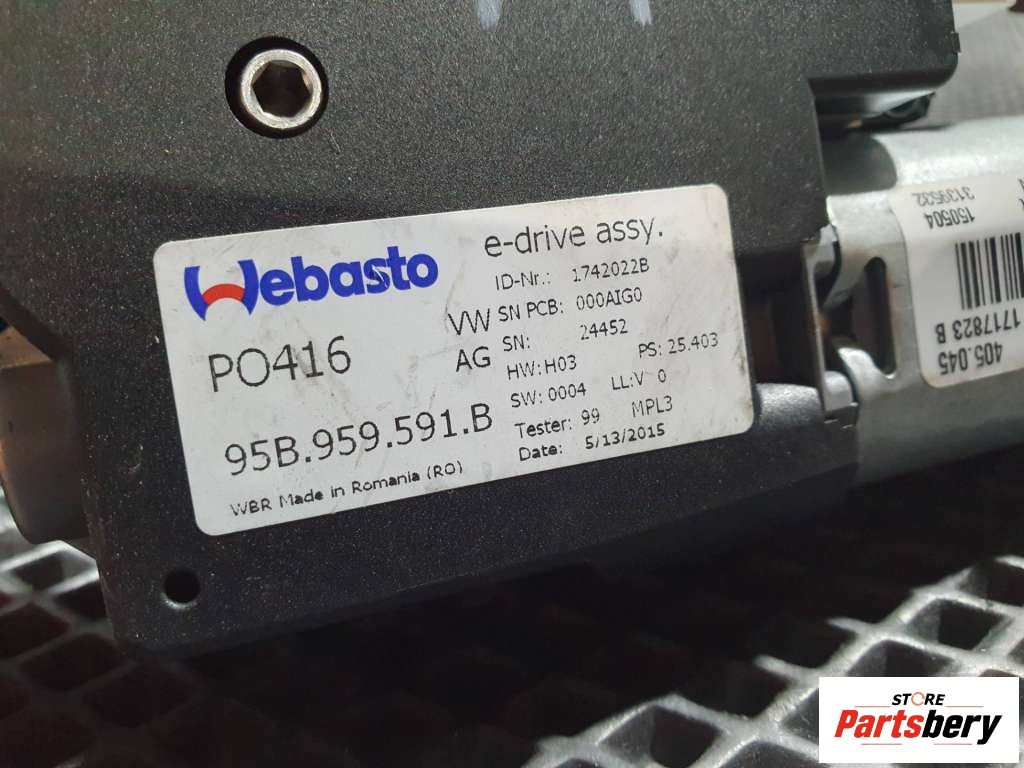 Webasto
e-drive assy.
PO416
VW
AG
ID-Nr.: 1742022B
SN PCB: 000AIG0
SN: 24452
HW: H03 PS: 25.403
SW: 0004 LL:V 0
Tester: 99 MPL3
Date: 5/13/2015
95B.959.591.B
WBR Made in Romania (RO)
3139532
150504
1717823 B
405.045
STORE
Partsbery